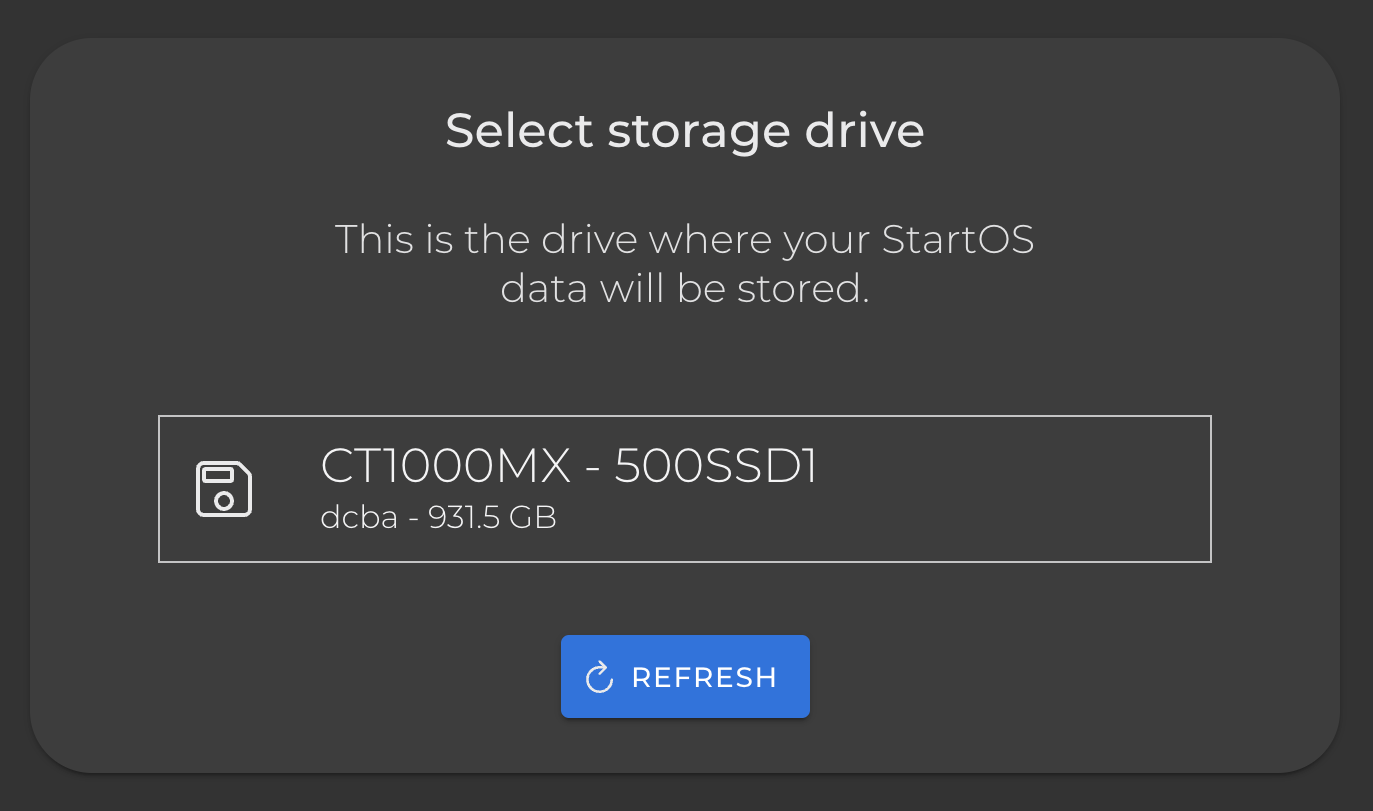 Select storage drive
This is the drive where your StartOS
data will be stored.
CT1000MX - 500SSD1
dcba - 931.5 GB
REFRESH